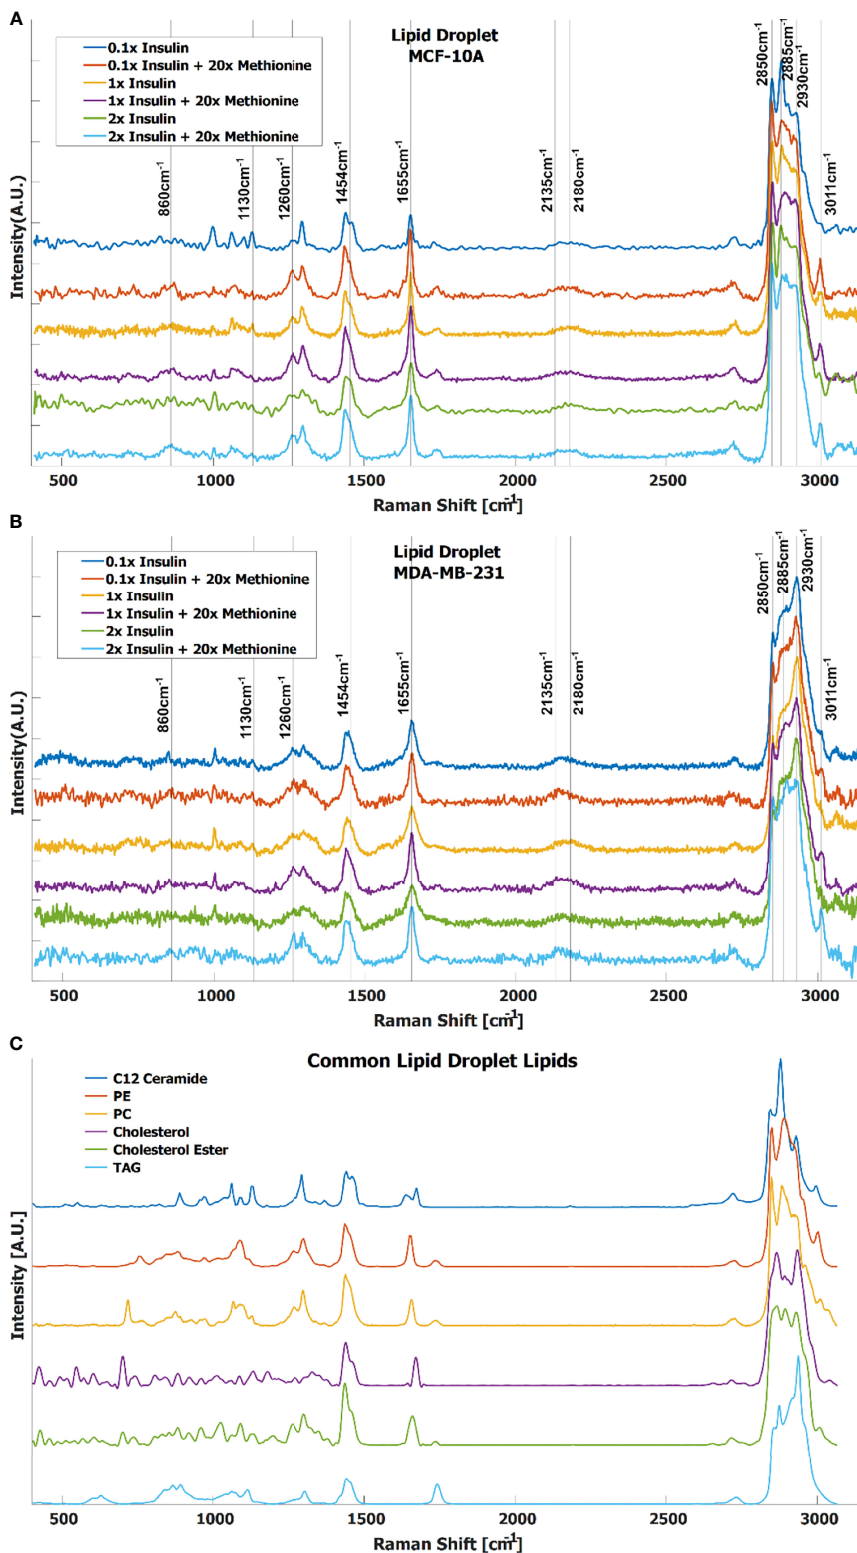 A
Lipid Droplet
MCF-10A
0.1x Insulin
0.1x Insulin + 20x Methionine
1x Insulin
1x Insulin + 20x Methionine
2x Insulin
2x Insulin + 20x Methionine
860cm⁻¹
1130cm⁻¹
1260cm⁻¹
1454cm⁻¹
1655cm⁻¹
2135cm⁻¹
2180cm⁻¹
2850cm⁻¹
2885cm⁻¹
2930cm⁻¹
3011cm⁻¹
Intensity(A.U.)
500 1000 1500 2000 2500 3000
Raman Shift [cm⁻¹]
B
Lipid Droplet
MDA-MB-231
0.1x Insulin
0.1x Insulin + 20x Methionine
1x Insulin
1x Insulin + 20x Methionine
2x Insulin
2x Insulin + 20x Methionine
860cm⁻¹
1130cm⁻¹
1260cm⁻¹
1454cm⁻¹
1655cm⁻¹
2135cm⁻¹
2180cm⁻¹
2850cm⁻¹
2885cm⁻¹
2930cm⁻¹
3011cm⁻¹
Intensity(A.U.)
500 1000 1500 2000 2500 3000
Raman Shift [cm⁻¹]
C
Common Lipid Droplet Lipids
C12 Ceramide
PE
PC
Cholesterol
Cholesterol Ester
TAG
Intensity [A.U.]
500 1000 1500 2000 2500 3000
Raman Shift [cm⁻¹]